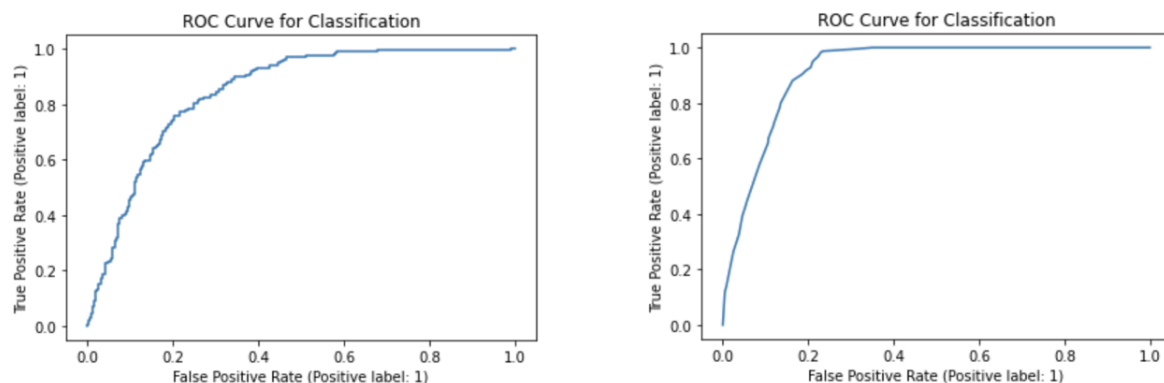 ROC Curve for Classification
1.0
0.8
0.6
0.4
0.2
0.0
True Positive Rate (Positive label: 1)
0.0 0.2 0.4 0.6 0.8 1.0
False Positive Rate (Positive label: 1)
ROC Curve for Classification
1.0
0.8
0.6
0.4
0.2
0.0
True Positive Rate (Positive label: 1)
0.0 0.2 0.4 0.6 0.8 1.0
False Positive Rate (Positive label: 1)